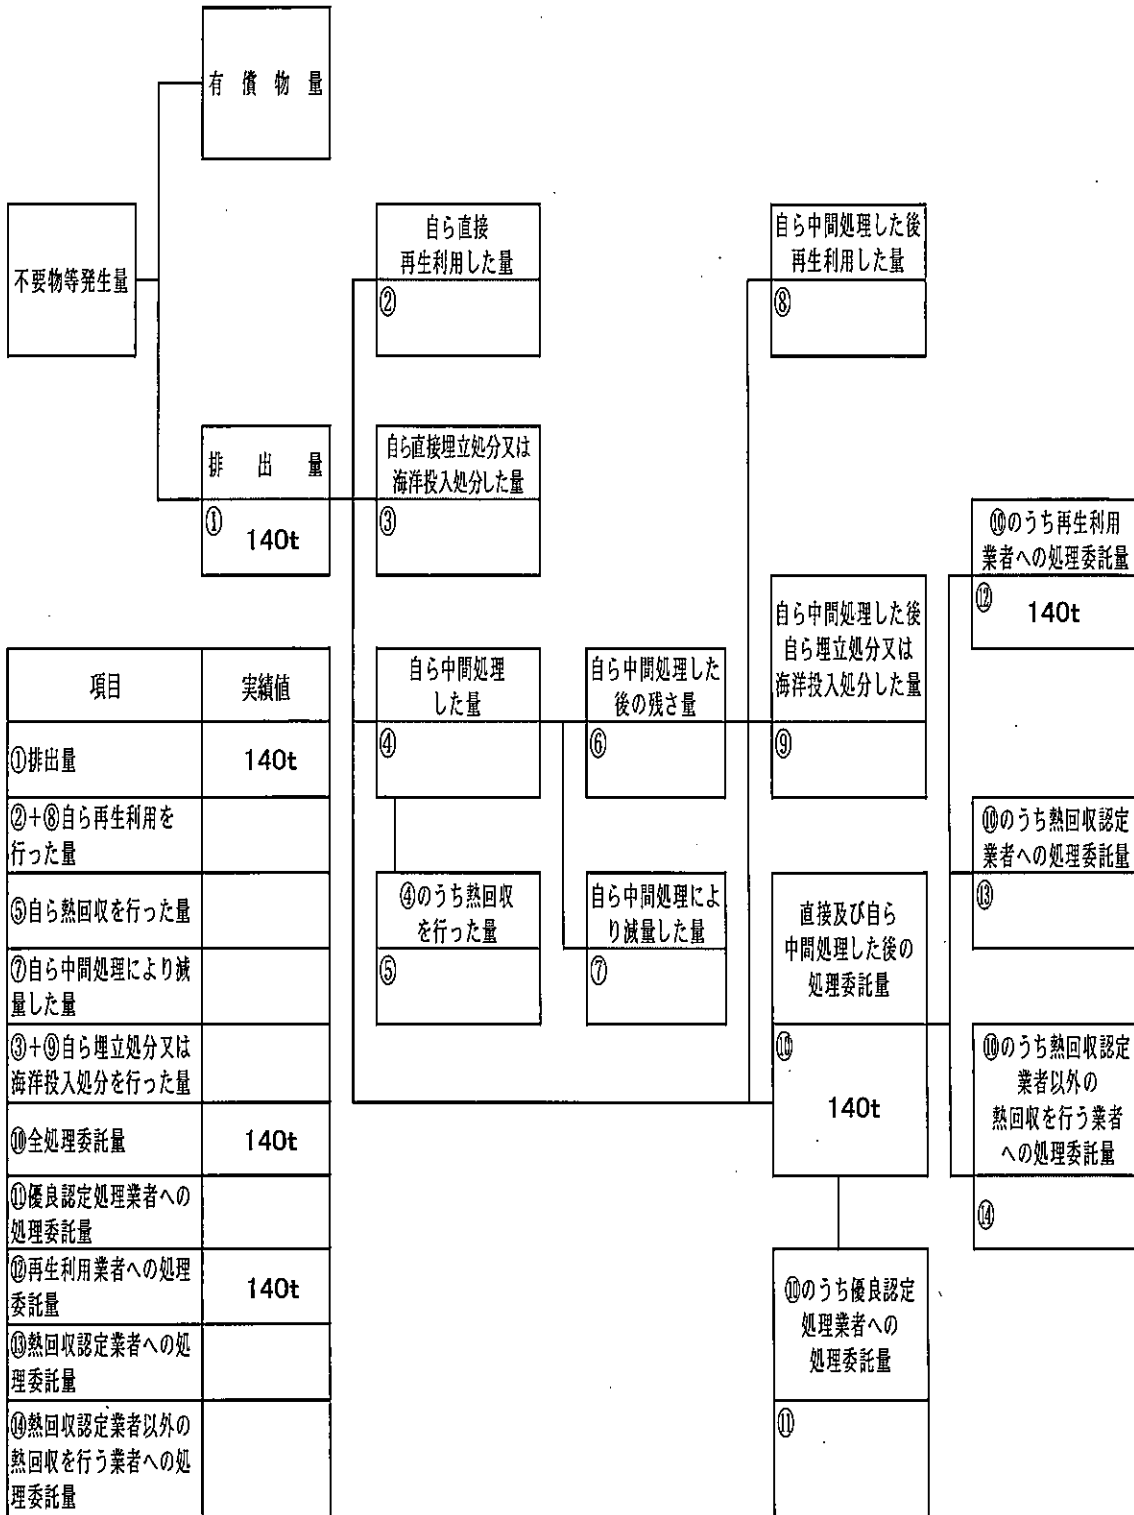 有償物量
不要物等発生量
自ら直接
再生利用した量
②
自ら中間処理した後
再生利用した量
⑧
排出量
①
140t
自ら直接埋立処分又は
海洋投入処分した量
③
⑩のうち再生利用
業者への処理委託量
⑫
140t
自ら中間処理した後
自ら埋立処分又は
海洋投入処分した量
⑨
自ら中間処理
した量
④
自ら中間処理した
後の残さ量
⑥
⑩のうち熱回収認定
業者への処理委託量
⑬
④のうち熱回収
を行った量
⑤
自ら中間処理によ
り減量した量
⑦
直接及び自ら
中間処理した後の
処理委託量
⑩
140t
⑩のうち熱回収認定
業者以外の
熱回収を行う業者
への処理委託量
⑭
⑩のうち優良認定
処理業者への
処理委託量
⑪
項目 実績値
①排出量 140t
②+⑧自ら再生利用を
行った量
⑤自ら熱回収を行った量
⑦自ら中間処理により減
量した量
③+⑨自ら埋立処分又は
海洋投入処分を行った量
⑩全処理委託量 140t
⑪優良認定処理業者への
処理委託量
⑫再生利用業者への処理
委託量 140t
⑬熱回収認定業者への処
理委託量
⑭熱回収認定業者以外の
熱回収を行う業者への処
理委託量